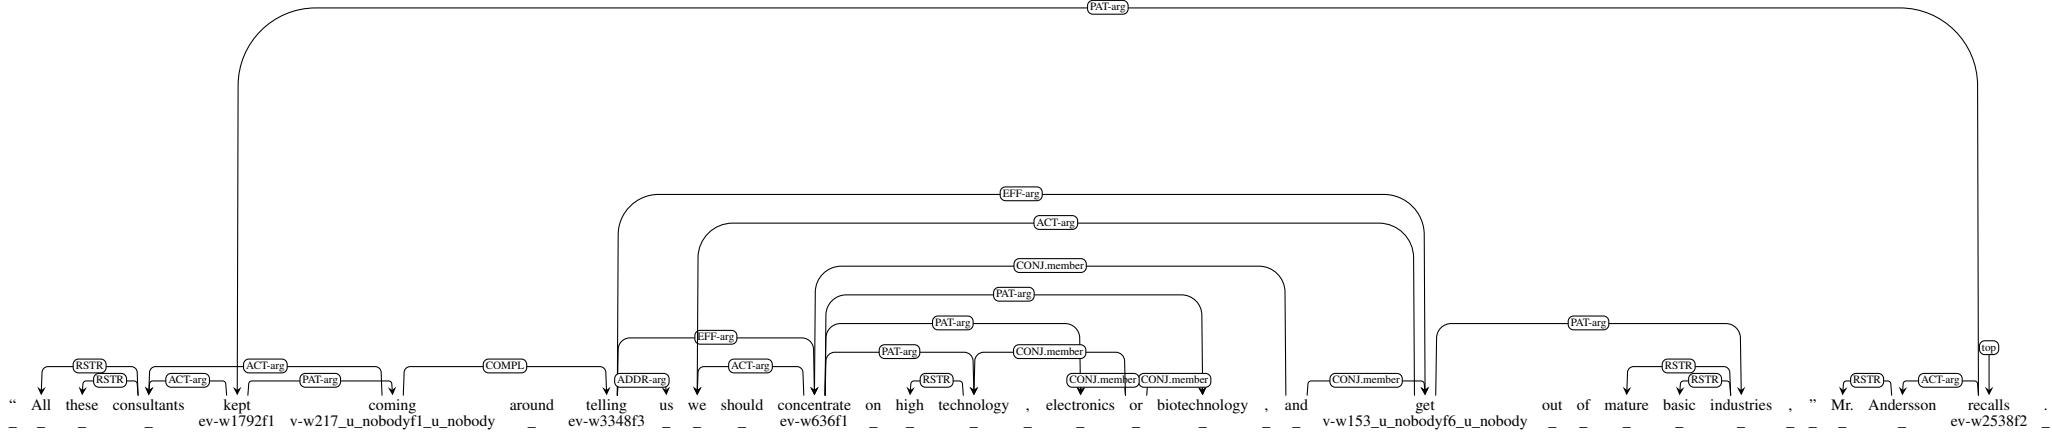 PAT-arg
EFF-arg
ACT-arg
CONJ.member
PAT-arg
PAT-arg PAT-arg
EFF-arg
top
PAT-arg CONJ.member
RSTR ACT-arg COMPL ACT-arg RSTR
RSTR ACT-arg PAT-arg ADDR-arg RSTR CONJ.member CONJ.member CONJ.member RSTR RSTR ACT-arg
“ All these consultants kept coming around telling us we should concentrate on high technology , electronics or biotechnology , and get out of mature basic industries , ” Mr. Andersson recalls .
_ _ _ _ ev-w1792f1 v-w217_u_nobodyf1_u_nobody _ ev-w3348f3 _ _ _ ev-w636f1 _ _ _ _ _ _ _ _ _ v-w153_u_nobodyf6_u_nobody _ _ _ _ _ _ _ _ _ ev-w2538f2 _